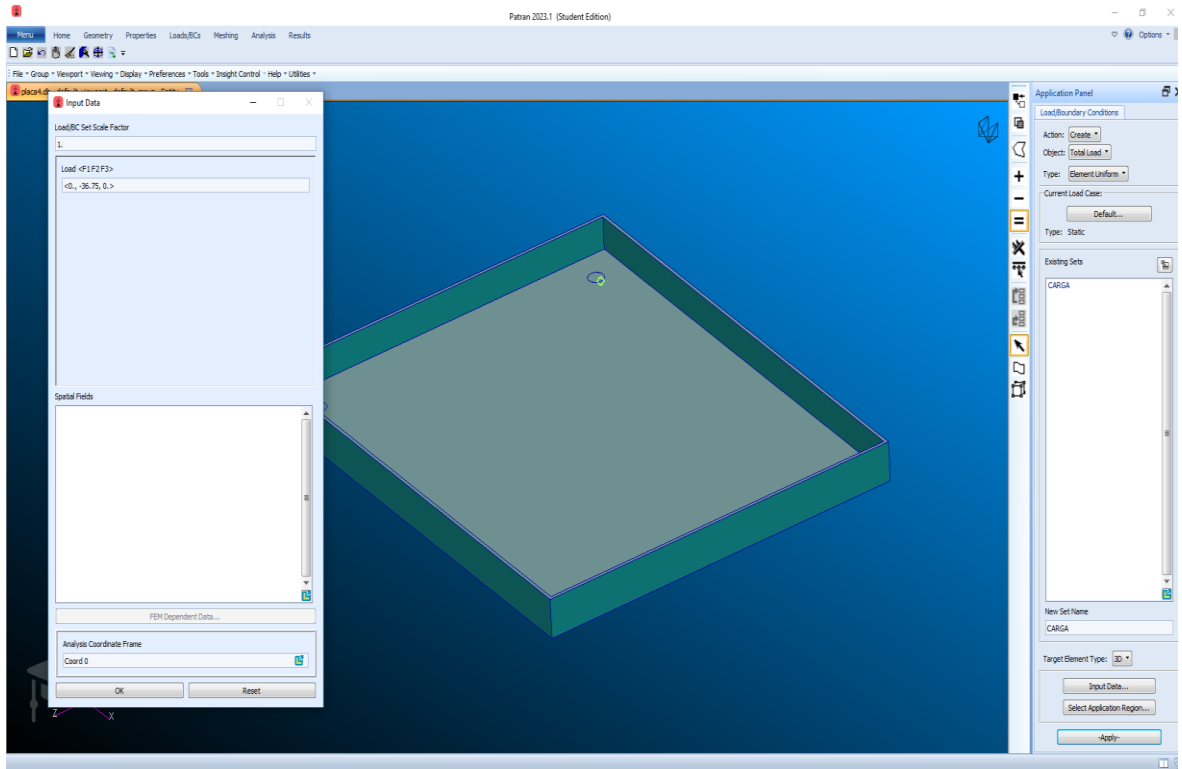 Patran 2023.1 (Student Edition)
Menu Home Geometry Properties Loads/BCs Meshing Analysis Results
Options
File Group Viewport Viewing Display Preferences Tools Insight Control Help Utilities
Input Data
Load/BC Set Scale Factor
1.
Load <F1 F2 F3>
<0., -36.75, 0.>
Spatial Fields
FEM Dependent Data...
Analysis Coordinate Frame
Coord 0
OK Reset
Z X
Application Panel
Load/Boundary Conditions
Action: Create
Object: Total Load
Type: Element Uniform
Current Load Case:
Default...
Type: Static
Existing Sets
CARGA
New Set Name
CARGA
Target Element Type: 3D
Input Data...
Select Application Region...
-Apply-